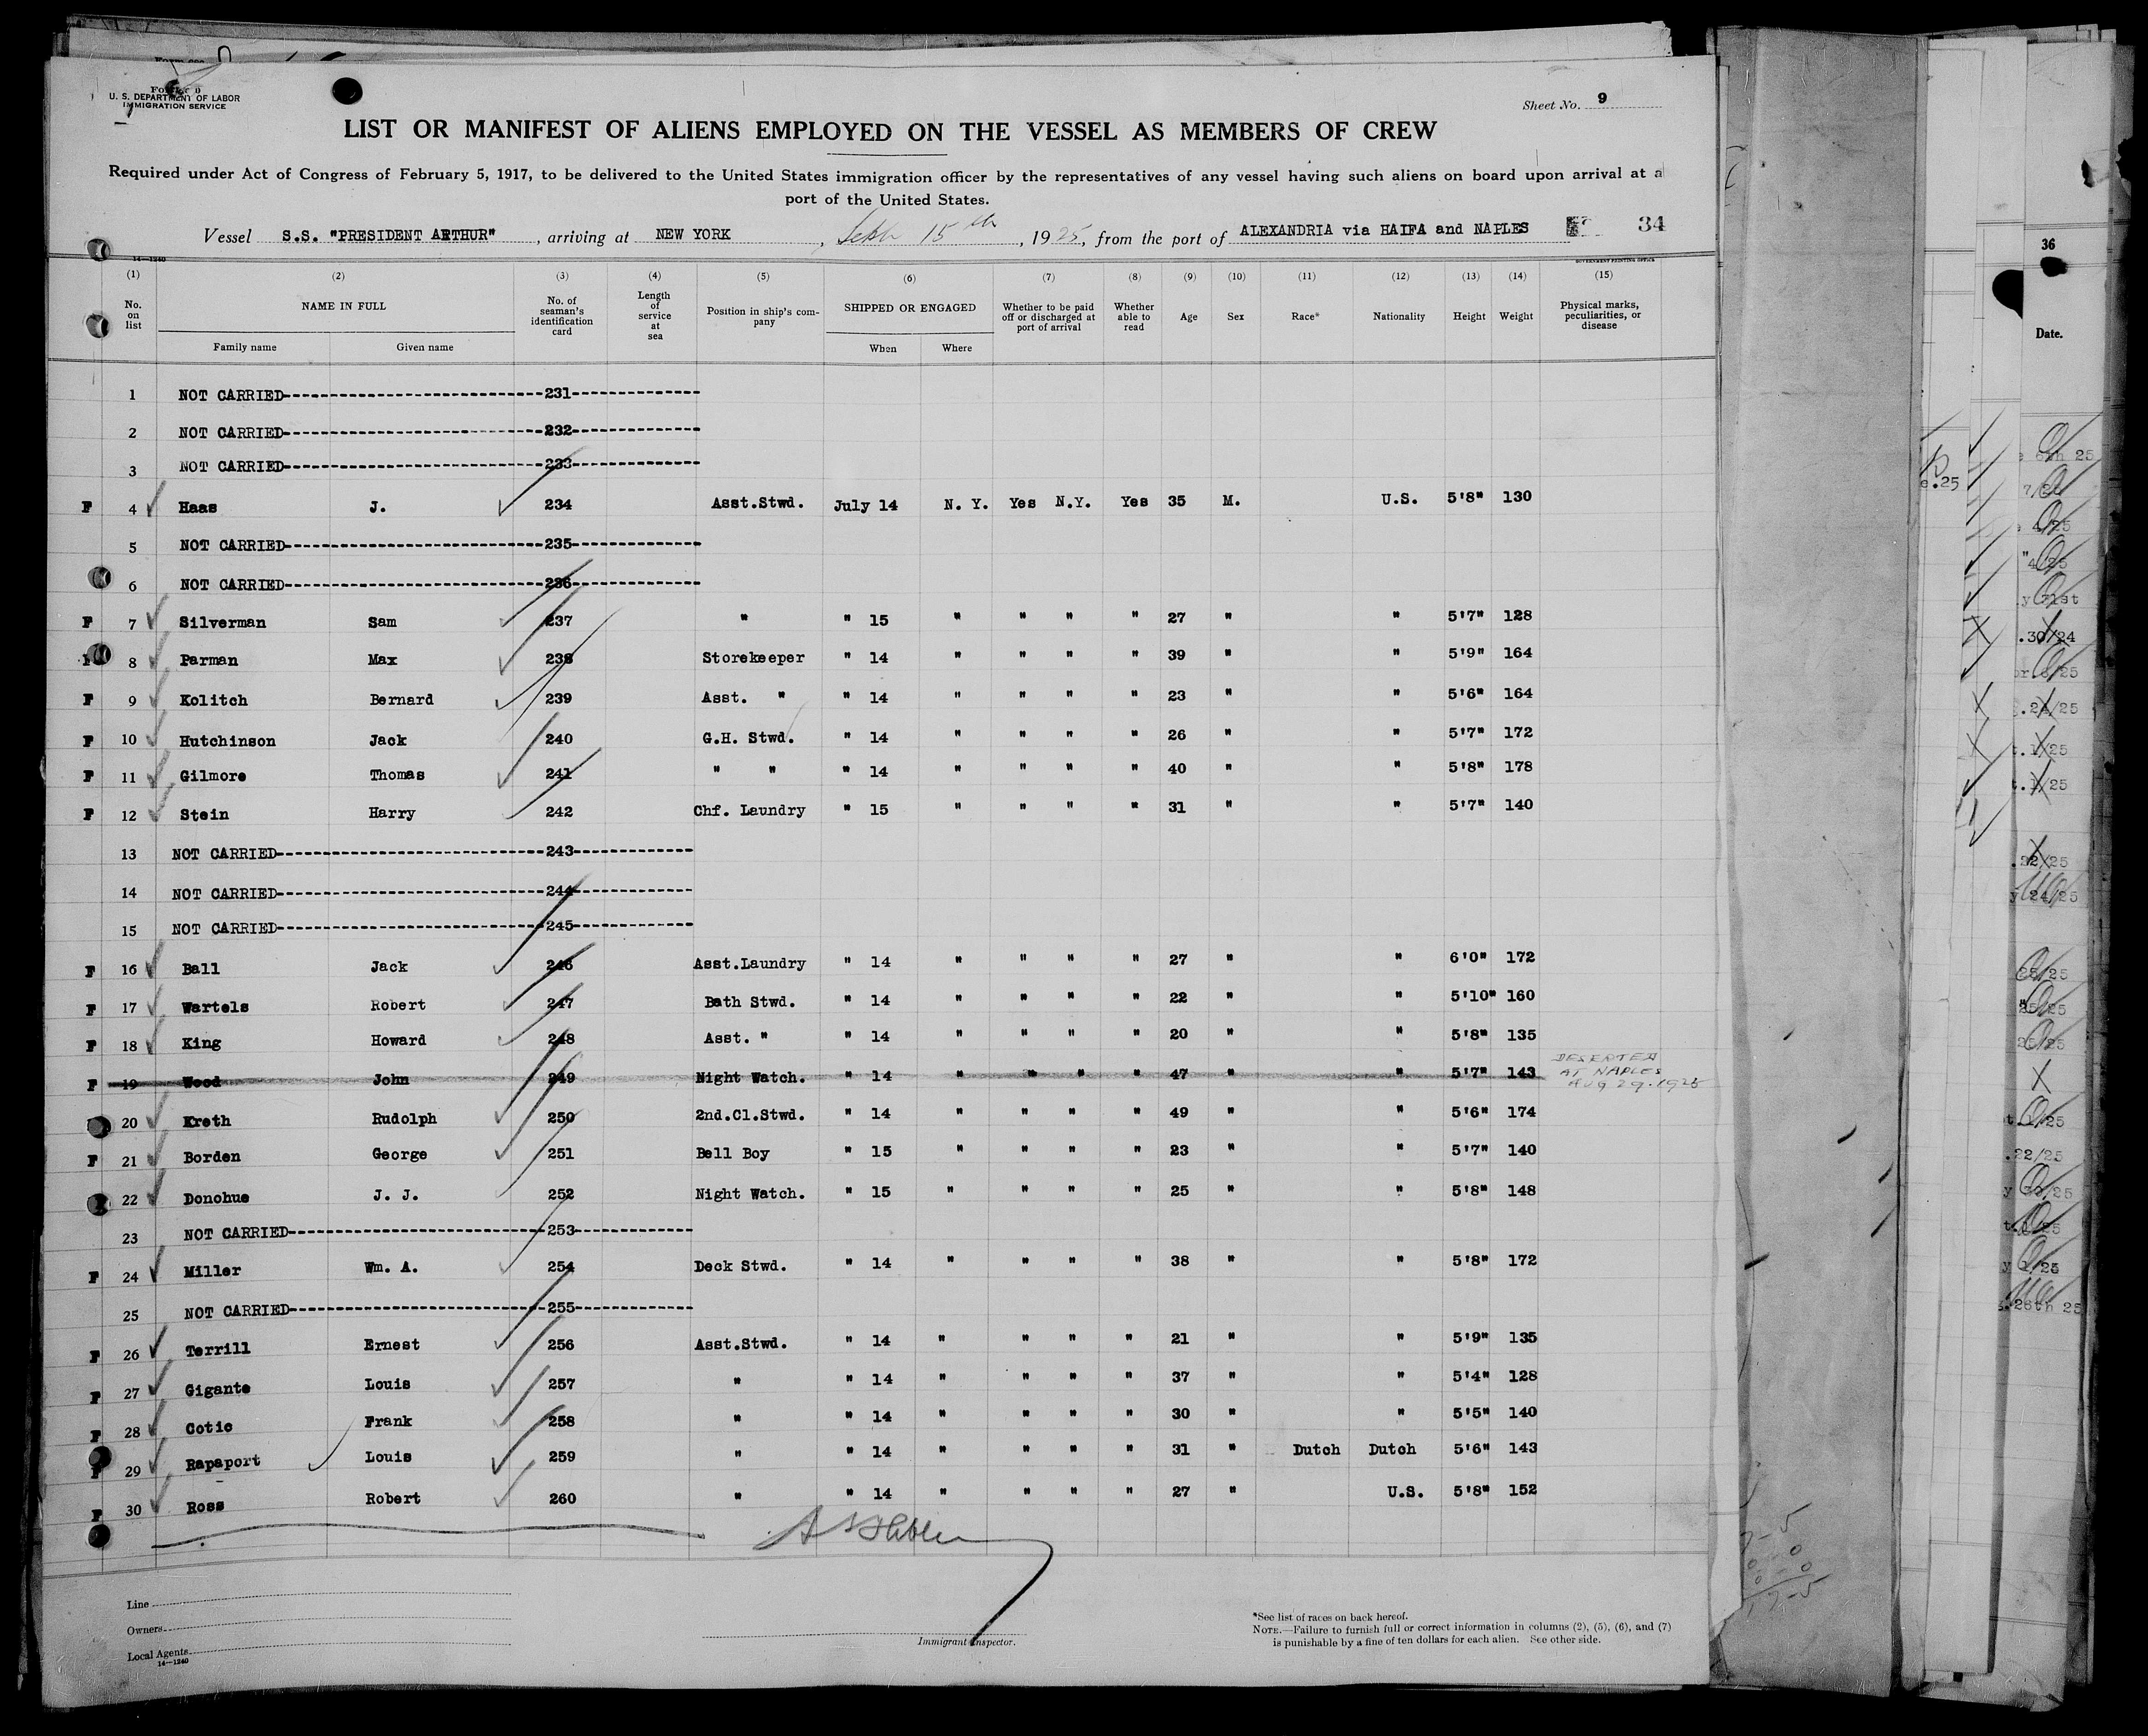 U. S. DEPARTMENT OF LABOR
IMMIGRATION SERVICE
Sheet No. 9
LIST OR MANIFEST OF ALIENS EMPLOYED ON THE VESSEL AS MEMBERS OF CREW
Required under Act of Congress of February 5, 1917, to be delivered to the United States immigration officer by the representatives of any vessel having such aliens on board upon arrival at a
port of the United States.
Vessel S.S. "PRESIDENT ARTHUR", arriving at NEW YORK, Sept 15th, 1925, from the port of ALEXANDRIA via HAIFA and NAPLES 34
14—1240 GOVERNMENT PRINTING OFFICE
(1) (2) (3) (4) (5) (6) (7) (8) (9) (10) (11) (12) (13) (14) (15)
No. on list NAME IN FULL Family name Given name No. of seaman's identification card Length of service at sea Position in ship's company SHIPPED OR ENGAGED When Where Whether to be paid off or discharged at port of arrival Whether able to read Age Sex Race* Nationality Height Weight Physical marks, peculiarities, or disease
1 NOT CARRIED 231
2 NOT CARRIED 232
3 NOT CARRIED 233
F 4 Haas J. 234 Asst.Stwd. July 14 N. Y. Yes N.Y. Yes 35 M. U.S. 5'8" 130
5 NOT CARRIED 235
6 NOT CARRIED 236
F 7 Silverman Sam 237 " " 15 " " " " 27 " " 5'7" 128
8 Parman Max 238 Storekeeper " 14 " " " " 39 " " 5'9" 164
F 9 Kolitch Bernard 239 Asst. " " 14 " " " " 23 " " 5'6" 164
F 10 Hutchinson Jack 240 G.H. Stwd. " 14 " " " " 26 " " 5'7" 172
F 11 Gilmore Thomas 241 " " " 14 " " " " 40 " " 5'8" 178
F 12 Stein Harry 242 Chf. Laundry " 15 " " " " 31 " " 5'7" 140
13 NOT CARRIED 243
14 NOT CARRIED 244
15 NOT CARRIED 245
F 16 Ball Jack 246 Asst.Laundry " 14 " " " " 27 " " 6'0" 172
F 17 Wartels Robert 247 Bath Stwd. " 14 " " " " 22 " " 5'10" 160
F 18 King Howard 248 Asst. " " 14 " " " " 20 " " 5'8" 135
F 19 Wood John 249 Night Watch. " 14 " " " " 47 " " 5'7" 143 DESERTED AT NAPLES AUG 29.1925
20 Kreth Rudolph 250 2nd.Cl.Stwd. " 14 " " " " 49 " " 5'6" 174
F 21 Borden George 251 Bell Boy " 15 " " " " 23 " " 5'7" 140
22 Donohue J. J. 252 Night Watch. " 15 " " " " 25 " " 5'8" 148
23 NOT CARRIED 253
F 24 Miller Wm. A. 254 Deck Stwd. " 14 " " " " 38 " " 5'8" 172
25 NOT CARRIED 255
F 26 Terrill Ernest 256 Asst.Stwd. " 14 " " " " 21 " " 5'9" 135
F 27 Gigante Louis 257 " " 14 " " " " 37 " " 5'4" 128
F 28 Cotic Frank 258 " " 14 " " " " 30 " " 5'5" 140
F 29 Rapaport Louis 259 " " 14 " " " " 31 " Dutch Dutch 5'6" 143
F 30 Ross Robert 260 " " 14 " " " " 27 " U.S. 5'8" 152
Line
Owners
Local Agents
14—1240
Immigrant Inspector.
*See list of races on back hereof.
NOTE.—Failure to furnish full or correct information in columns (2), (5), (6), and (7)
is punishable by a fine of ten dollars for each alien. See other side.
36
Date.